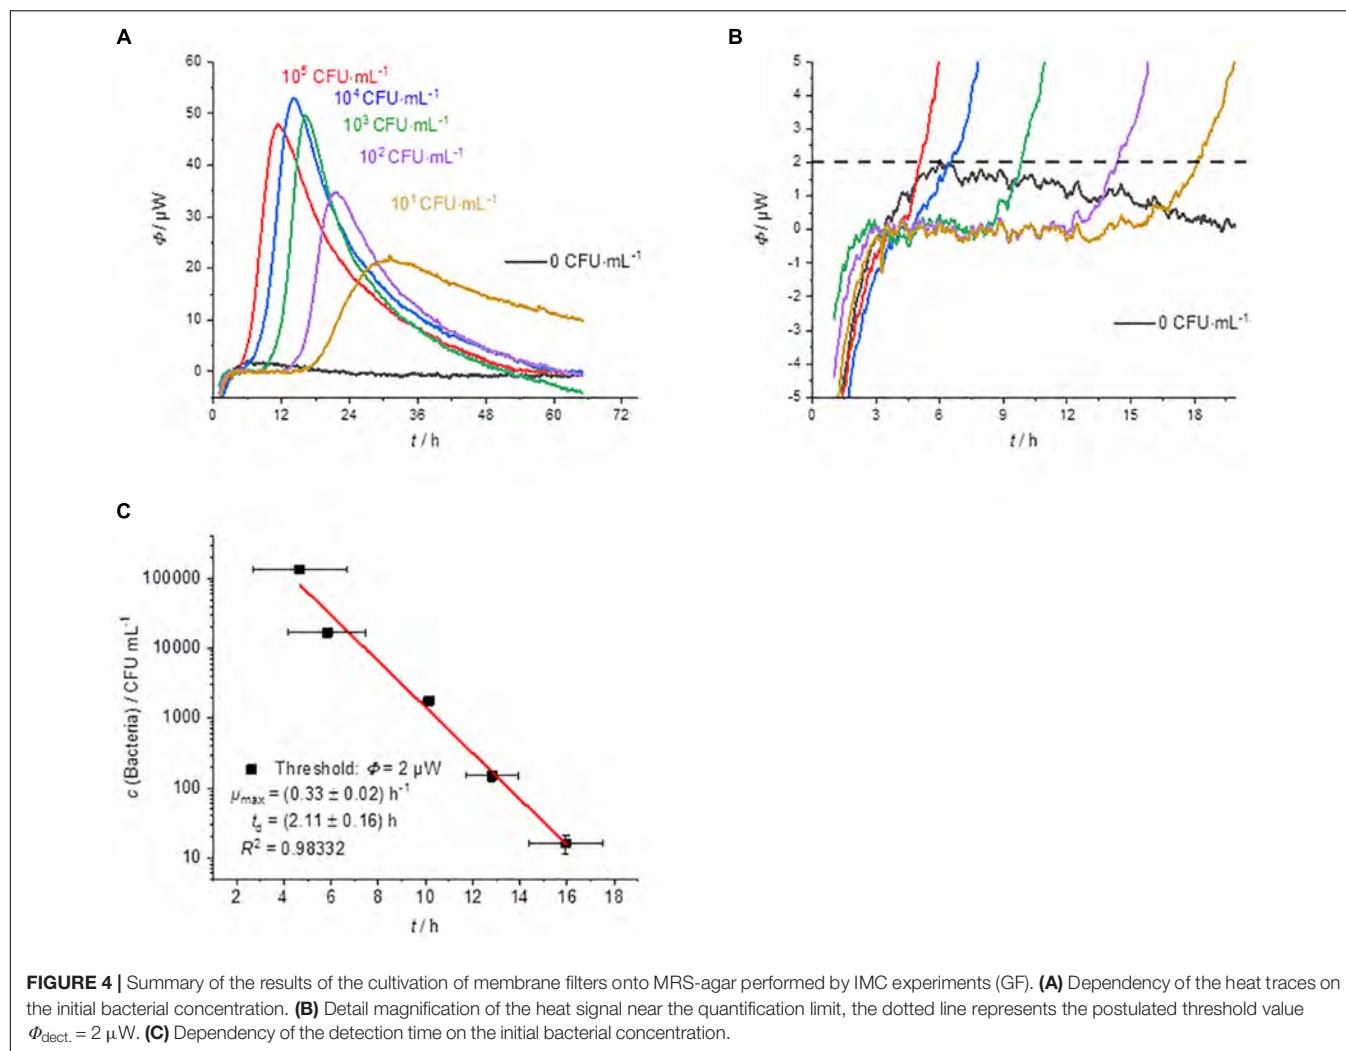 A
60
50
40
30
20
10
0
Φ / µW
10⁵ CFU·mL⁻¹
10⁴ CFU·mL⁻¹
10³ CFU·mL⁻¹
10² CFU·mL⁻¹
10¹ CFU·mL⁻¹
0 CFU·mL⁻¹
0 12 24 36 48 60 72
t / h
B
5
4
3
2
1
0
-1
-2
-3
-4
-5
Φ / µW
0 CFU·mL⁻¹
0 3 6 9 12 15 18
t / h
C
100000
10000
1000
100
10
c (Bacteria) / CFU mL⁻¹
Threshold: Φ = 2 µW
µmax = (0.33 ± 0.02) h⁻¹
td = (2.11 ± 0.16) h
R² = 0.98332
2 4 6 8 10 12 14 16 18
t / h
FIGURE 4 | Summary of the results of the cultivation of membrane filters onto MRS-agar performed by IMC experiments (GF). (A) Dependency of the heat traces on
the initial bacterial concentration. (B) Detail magnification of the heat signal near the quantification limit, the dotted line represents the postulated threshold value
Φdect. = 2 µW. (C) Dependency of the detection time on the initial bacterial concentration.